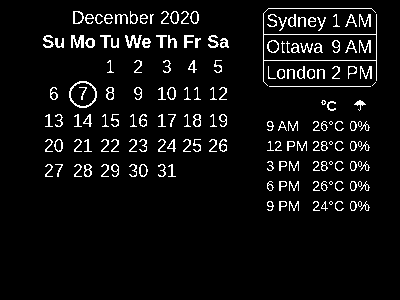 December 2020
Su Mo Tu We Th Fr Sa
1 2 3 4 5
6 7 8 9 10 11 12
13 14 15 16 17 18 19
20 21 22 23 24 25 26
27 28 29 30 31
Sydney 1 AM
Ottawa 9 AM
London 2 PM
°C ☂
9 AM 26°C 0%
12 PM 28°C 0%
3 PM 28°C 0%
6 PM 26°C 0%
9 PM 24°C 0%